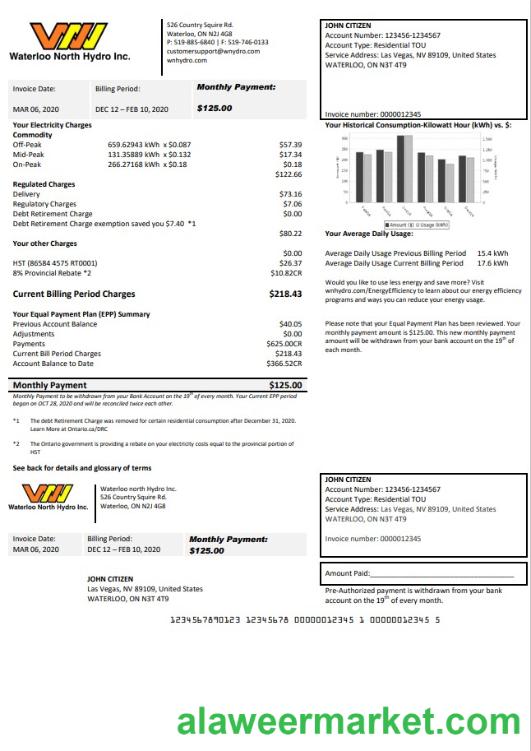 Waterloo North Hydro Inc.
526 Country Squire Rd.
Waterloo, ON N2J 4G8
P: 519-885-6840 | F: 519-746-0133
customersupport@wnydro.com
wnhydro.com
JOHN CITIZEN
Account Number: 123456-1234567
Account Type: Residential TOU
Service Address: Las Vegas, NV 89109, United States
WATERLOO, ON N3T 4T9
Invoice number: 0000012345
Invoice Date:
Billing Period:
Monthly Payment:
MAR 06, 2020
DEC 12 – FEB 10, 2020
$125.00
Your Electricity Charges
Commodity
Off-Peak 659.62943 kWh x $0.087 $57.39
Mid-Peak 131.35889 kWh x $0.132 $17.34
On-Peak 266.27168 kWh x $0.18 $0.18
$122.66
Regulated Charges
Delivery $73.16
Regulatory Charges $7.06
Debt Retirement Charge $0.00
Debt Retirement Charge exemption saved you $7.40 *1
$80.22
Your other Charges
$0.00
HST (86584 4575 RT0001) $26.37
8% Provincial Rebate *2 $10.82CR
Current Billing Period Charges $218.43
Your Equal Payment Plan (EPP) Summary
Previous Account Balance $40.05
Adjustments $0.00
Payments $625.00CR
Current Bill Period Charges $218.43
Account Balance to Date $366.52CR
Monthly Payment $125.00
Monthly Payment to be withdrawn from your Bank Account on the 19th of every month. Your Current EPP period
began on OCT 28, 2020 and will be reconciled twice each other.
*1 The debt Retirement Charge was removed for certain residential consumption after December 31, 2020.
Learn More at Ontario.ca/DRC
*2 The Ontario government is providing a rebate on your electricity costs equal to the provincial portion of
HST
See back for details and glossary of terms
Your Historical Consumption-Kilowatt Hour (kWh) vs. $:
Amount ($) Usage (kWh)
Your Average Daily Usage:
Average Daily Usage Previous Billing Period 15.4 kWh
Average Daily Usage Current Billing Period 17.6 kWh
Would you like to use less energy and save more? Visit
wnhydro.com/EnergyEfficiency to learn about our energy efficiency
programs and ways you can reduce your energy usage.
Please note that your Equal Payment Plan has been reviewed. Your
monthly payment amount is $125.00. This new monthly payment
amount will be withdrawn from your bank account on the 19th of
each month.
Waterloo North Hydro Inc.
Waterloo north Hydro Inc.
526 Country Squire Rd.
Waterloo, ON N2J 4G8
JOHN CITIZEN
Account Number: 123456-1234567
Account Type: Residential TOU
Service Address: Las Vegas, NV 89109, United States
WATERLOO, ON N3T 4T9
Invoice number: 0000012345
Invoice Date:
Billing Period:
Monthly Payment:
MAR 06, 2020
DEC 12 – FEB 10, 2020
$125.00
Amount Paid:
JOHN CITIZEN
Las Vegas, NV 89109, United States
WATERLOO, ON N3T 4T9
Pre-Authorized payment is withdrawn from your bank
account on the 19th of every month.
1234567890123 12345678 00000012345 1 0000012345 5
alaweermarket.com